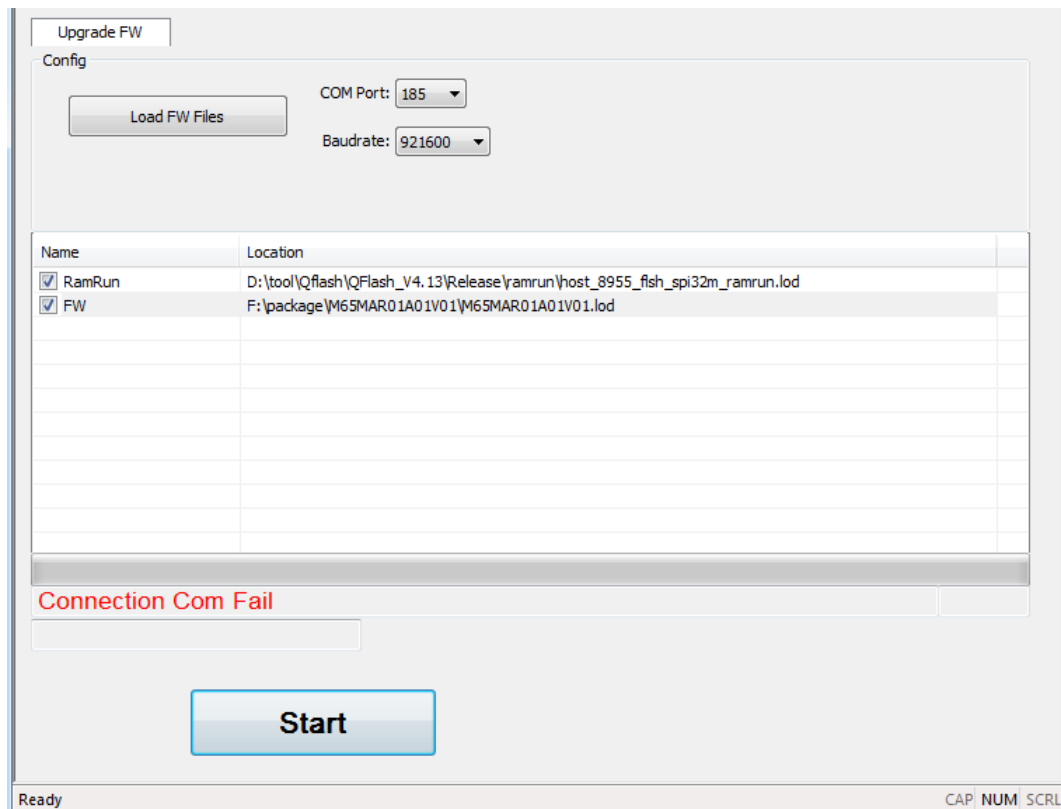 Upgrade FW
Config
Load FW Files
COM Port: 185
Baudrate: 921600
Name Location
RamRun D:\tool\Qflash\QFlash_V4.13\Release\ramrun\host_8955_flsh_spi32m_ramrun.lod
FW F:\package\M65MAR01A01V01\M65MAR01A01V01.lod
Connection Com Fail
Start
Ready CAP NUM SCRL